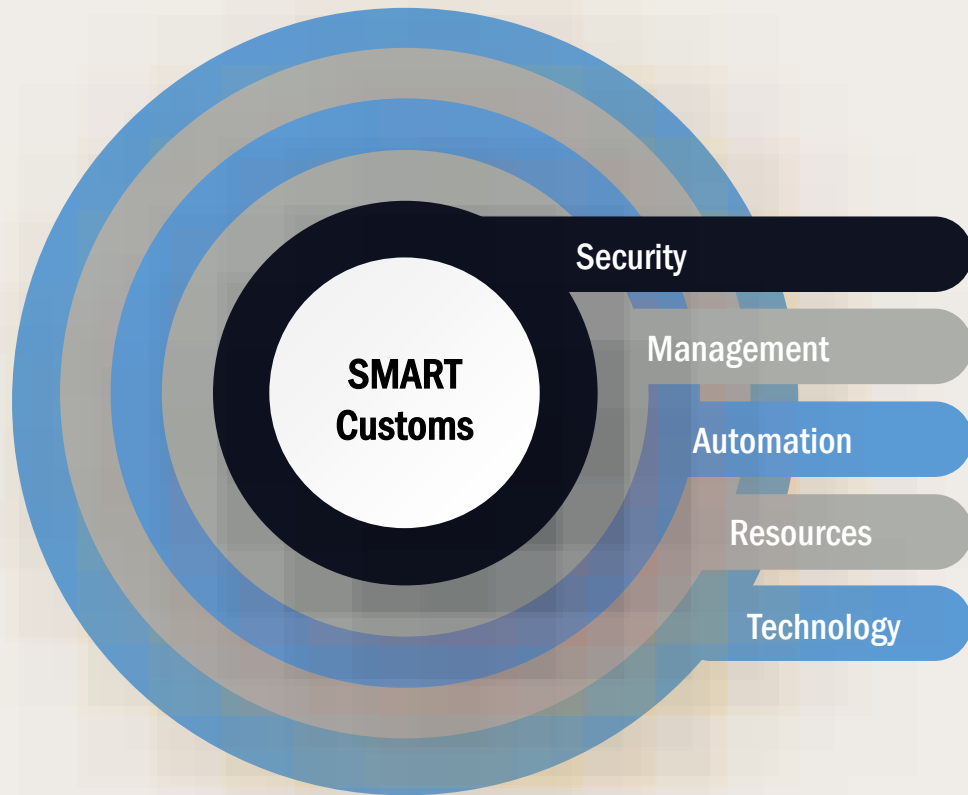 SMART
Customs
Security
Management
Automation
Resources
Technology